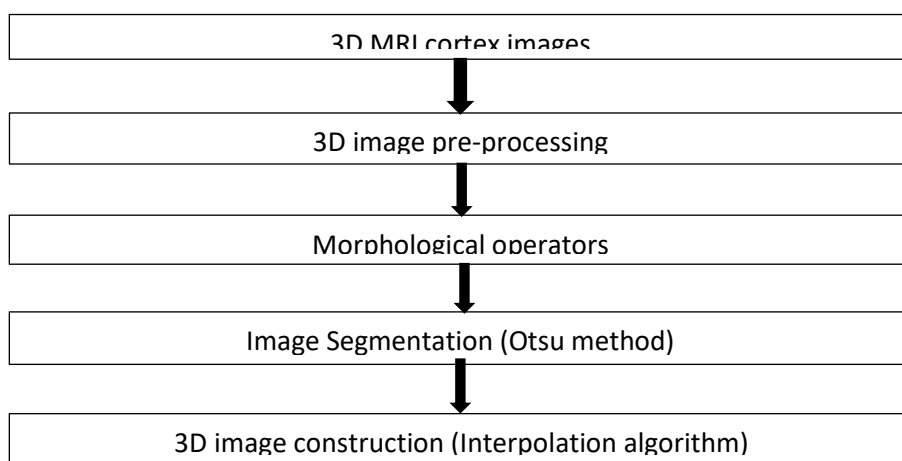 3D MRI cortex images
3D image pre-processing
Morphological operators
Image Segmentation (Otsu method)
3D image construction (Interpolation algorithm)